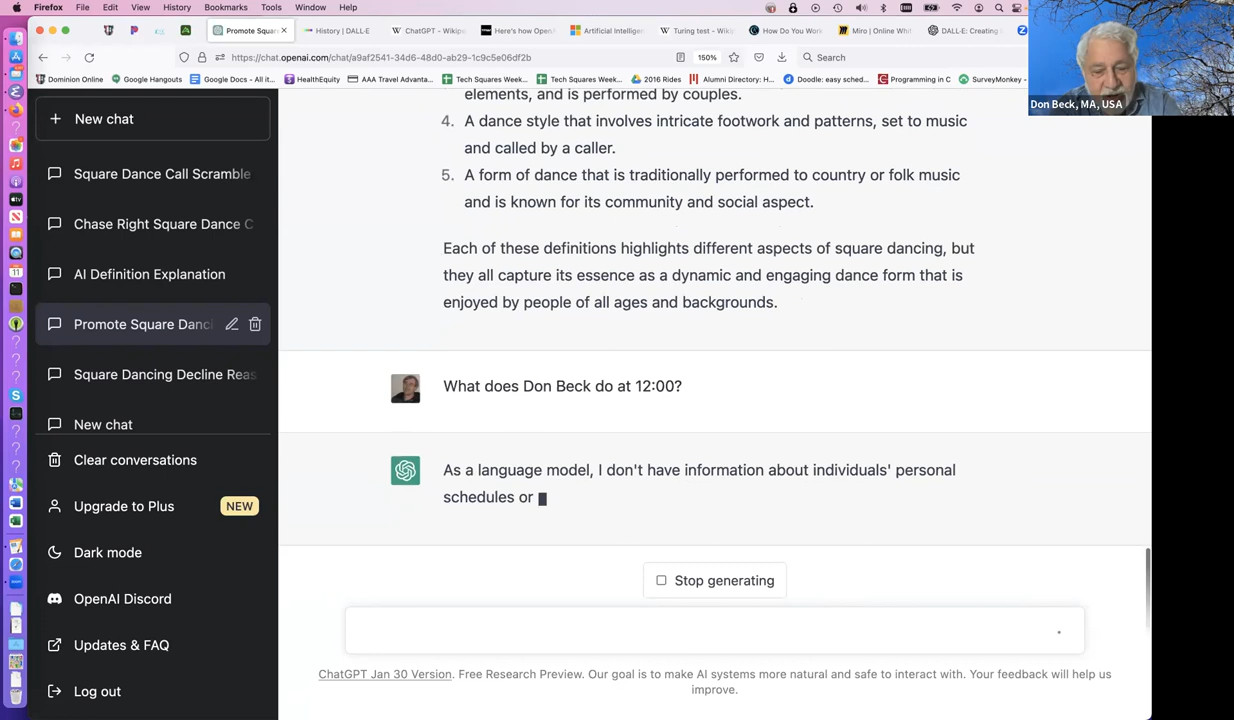 Firefox File Edit View History Bookmarks Tools Window Help
Promote Squar
History | DALL·E
ChatGPT - Wikipe
Here's how OpenA
Artificial Intelligenc
Turing test - Wiki
How Do You Work
Miro | Online Whit
DALL·E: Creating
https://chat.openai.com/chat/a9af2541-34d6-48d0-ab29-1c9c5e06df2b
150%
Search
Dominion Online
Google Hangouts
Google Docs - All it...
HealthEquity
AAA Travel Advanta...
Tech Squares Week...
Tech Squares Week...
2016 Rides
Alumni Directory: H...
Doodle: easy sched...
Programming in C
SurveyMonkey
Don Beck, MA, USA
New chat
Square Dance Call Scramble
Chase Right Square Dance C
AI Definition Explanation
Promote Square Danci
Square Dancing Decline Reas
New chat
Clear conversations
Upgrade to Plus NEW
Dark mode
OpenAI Discord
Updates & FAQ
Log out
elements, and is performed by couples.
4. A dance style that involves intricate footwork and patterns, set to music
and called by a caller.
5. A form of dance that is traditionally performed to country or folk music
and is known for its community and social aspect.
Each of these definitions highlights different aspects of square dancing, but
they all capture its essence as a dynamic and engaging dance form that is
enjoyed by people of all ages and backgrounds.
What does Don Beck do at 12:00?
As a language model, I don't have information about individuals' personal
schedules or
Stop generating
ChatGPT Jan 30 Version. Free Research Preview. Our goal is to make AI systems more natural and safe to interact with. Your feedback will help us
improve.